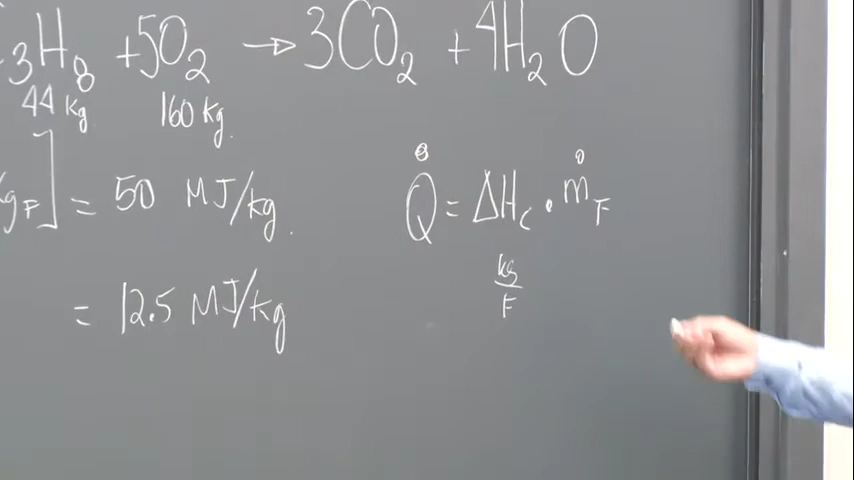 3H8 + 5O2 → 3CO2 + 4H2O
44 kg 160 kg.
gF] = 50 MJ/kg.
Q̇ = ΔHc · ṁF
kg
F
= 12.5 MJ/kg